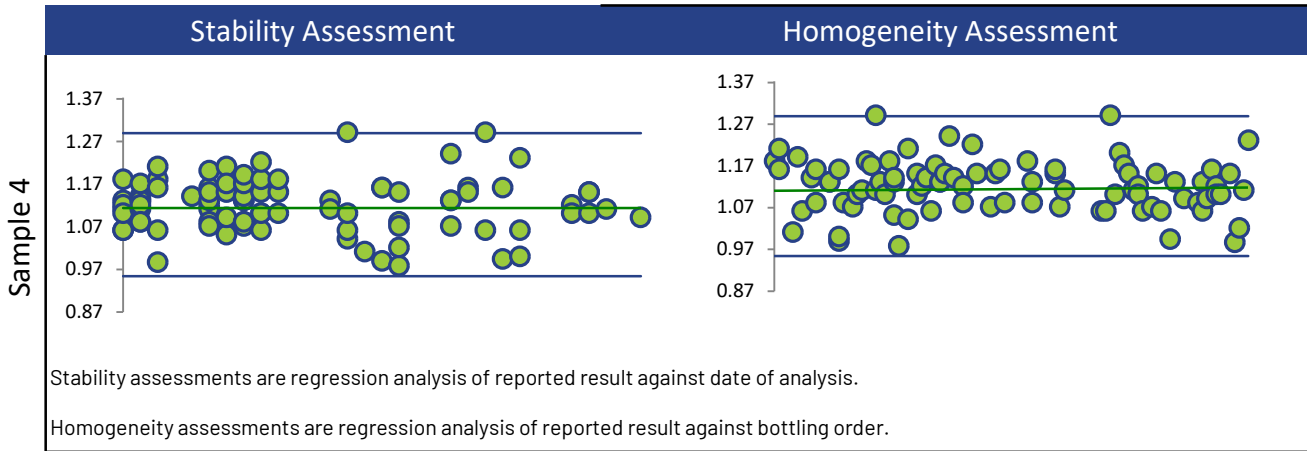 Stability Assessment
Homogeneity Assessment
Sample 4
1.37
1.27
1.17
1.07
0.97
0.87
1.37
1.27
1.17
1.07
0.97
0.87
Stability assessments are regression analysis of reported result against date of analysis.
Homogeneity assessments are regression analysis of reported result against bottling order.